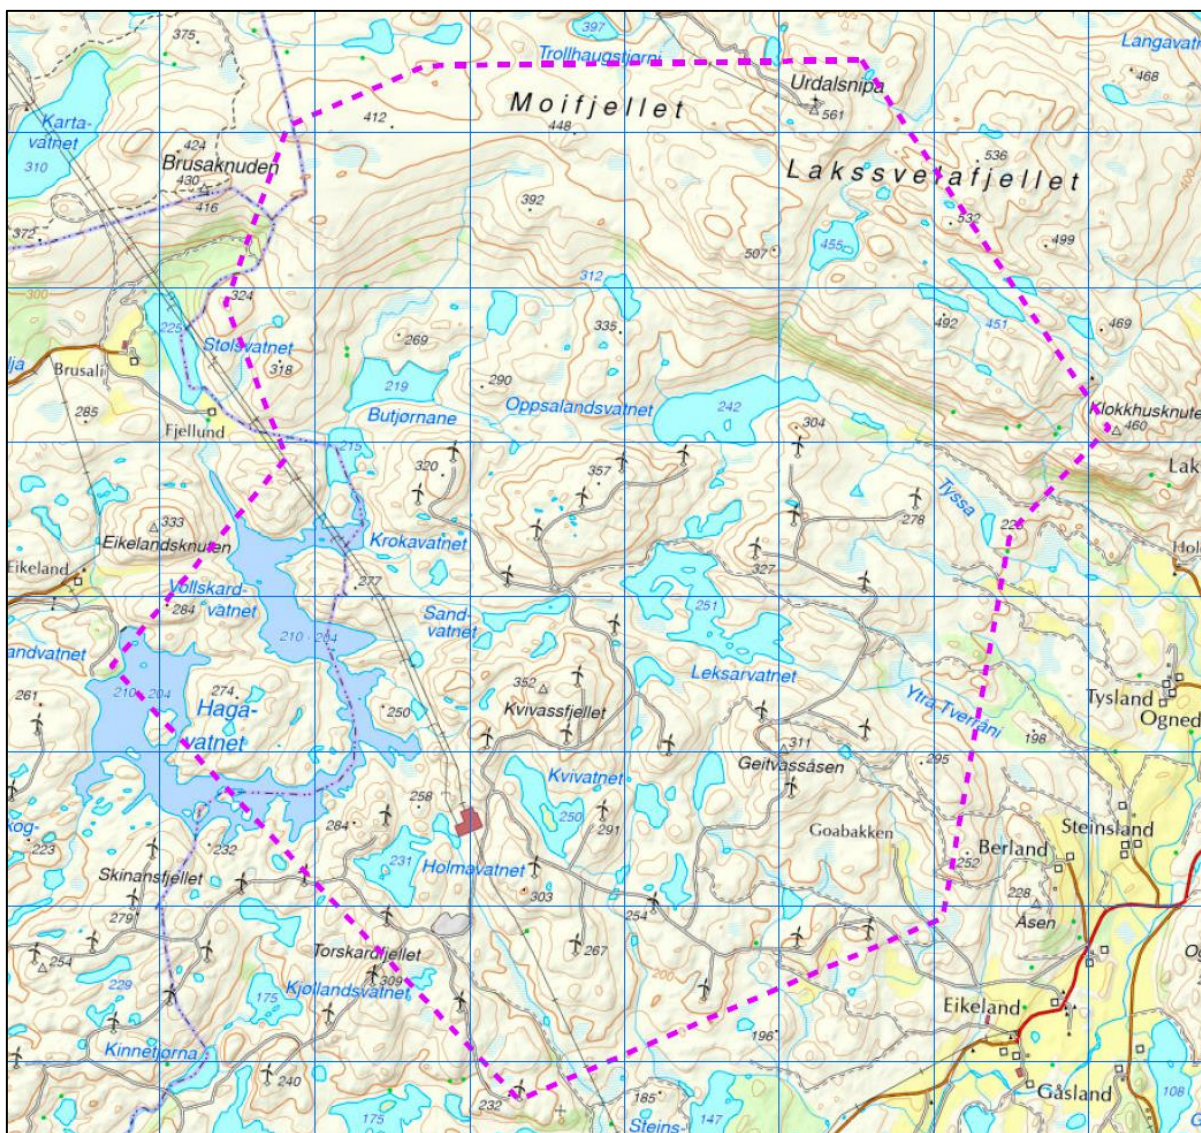 375
397
Trollhaugstjørni
Langavatn
468
Urdalsnipa
561
Moifjellet
Karta-
vatnet
310
412
448
424
Brusaknuden
430
416
536
Lakssvelafjellet
400
372
392
532
507
455
499
312
300
324
225
Stølsvatnet
492
451
469
335
269
318
Brusali
219
290
242
285
Butjørnane
Oppsalandsvatnet
304
Klokkhusknuten
460
Fjellund
215
320
357
Lak
Tyssa
278
333
Eikelandsknuten
Krokavatnet
Eikeland
327
277
Vollskard-
vatnet
284
Sand-
vatnet
251
210 - 204
andvatnet
Leksarvatnet
210 204
274
352
261
Haga-
vatnet
250
Kvivassfjellet
Tysland
Ytra Tverråni
Ogned
198
311
Geitvassåsen
295
Kvivatnet
258
250
284
291
Goabakken
Steinsland
223
232
252
Berland
231
Holmavatnet
Skinansfjellet
303
228
Åsen
279
254
267
Torskardfjellet
254
309
229
175
Kjøllandsvatnet
200
Eikeland
196
Kinnetjørna
240
232
185
Gåsland
108
175
147
Steins-